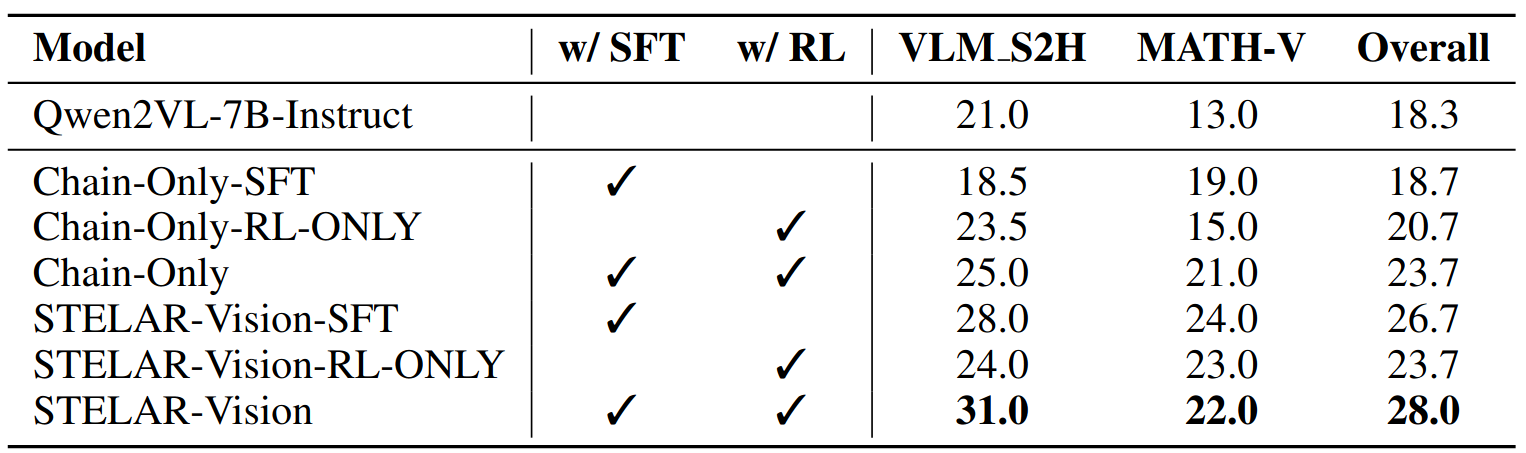 Model w/ SFT w/ RL VLM_S2H MATH-V Overall
Qwen2VL-7B-Instruct 21.0 13.0 18.3
Chain-Only-SFT ✓ 18.5 19.0 18.7
Chain-Only-RL-ONLY ✓ 23.5 15.0 20.7
Chain-Only ✓ ✓ 25.0 21.0 23.7
STELAR-Vision-SFT ✓ 28.0 24.0 26.7
STELAR-Vision-RL-ONLY ✓ 24.0 23.0 23.7
STELAR-Vision ✓ ✓ 31.0 22.0 28.0